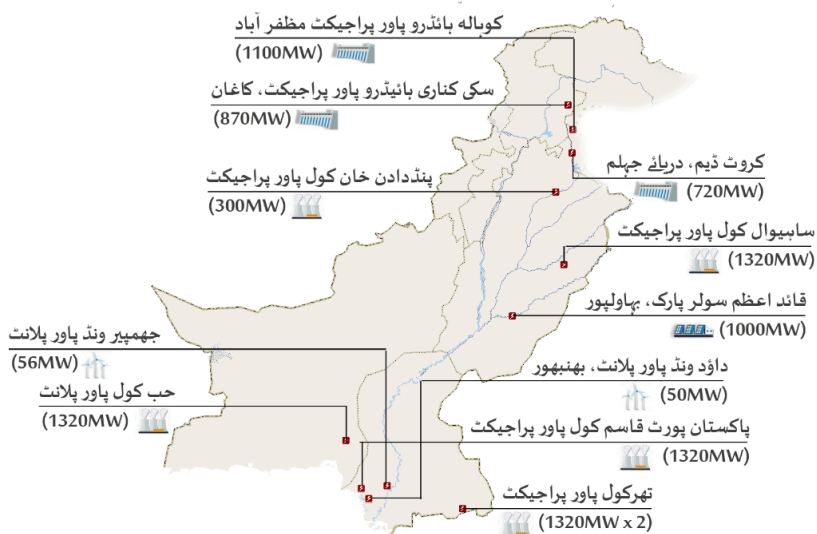 کوہالہ ہائڈرو پاور پراجیکٹ مظفر آباد
(1100MW)
سکی کناری ہائیڈرو پاور پراجیکٹ، کاغان
(870MW)
کروٹ ڈیم، دریائے جہلم
(720MW)
پنڈدادن خان کول پاور پراجیکٹ
(300MW)
ساہیوال کول پاور پراجیکٹ
(1320MW)
قائد اعظم سولر پارک، بہاولپور
(1000MW)
جھمپیر ونڈ پاور پلانٹ
(56MW)
داؤد ونڈ پاور پلانٹ، بھنبھور
(50MW)
حب کول پاور پلانٹ
(1320MW)
پاکستان پورٹ قاسم کول پاور پراجیکٹ
(1320MW)
تھرکول پاور پراجیکٹ
(1320MW x 2)